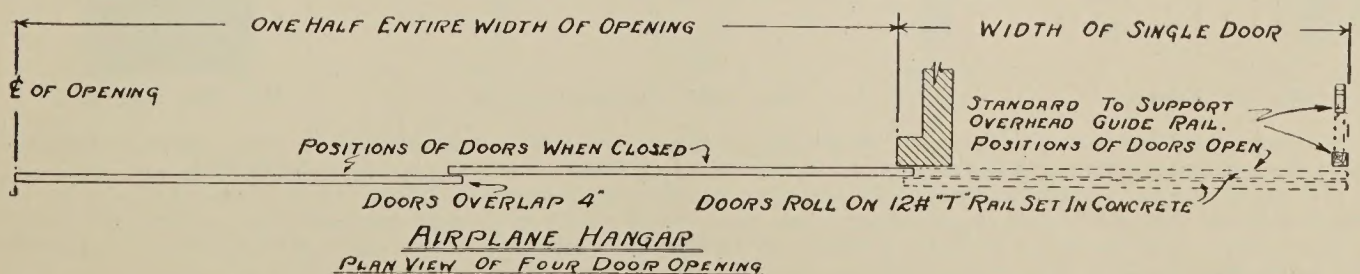 ONE HALF ENTIRE WIDTH OF OPENING
WIDTH OF SINGLE DOOR
℄ OF OPENING
STANDARD TO SUPPORT
OVERHEAD GUIDE RAIL.
POSITIONS OF DOORS WHEN CLOSED
POSITIONS OF DOORS OPEN
DOORS OVERLAP 4"
DOORS ROLL ON 12# "T" RAIL SET IN CONCRETE
AIRPLANE HANGAR
PLAN VIEW OF FOUR DOOR OPENING